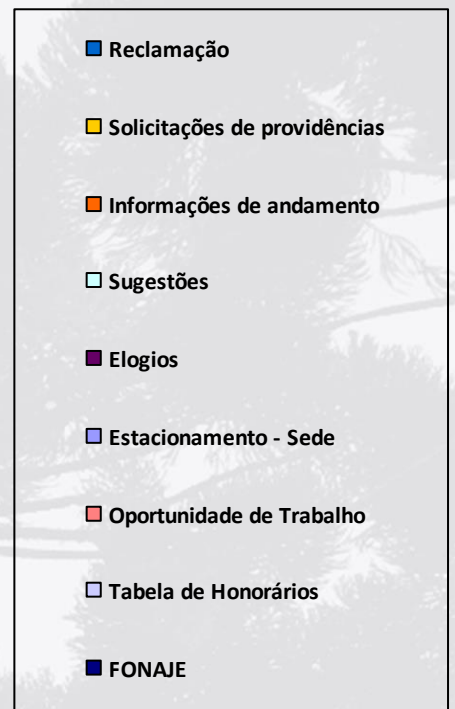 Reclamação
Solicitações de providências
Informações de andamento
Sugestões
Elogios
Estacionamento - Sede
Oportunidade de Trabalho
Tabela de Honorários
FONAJE